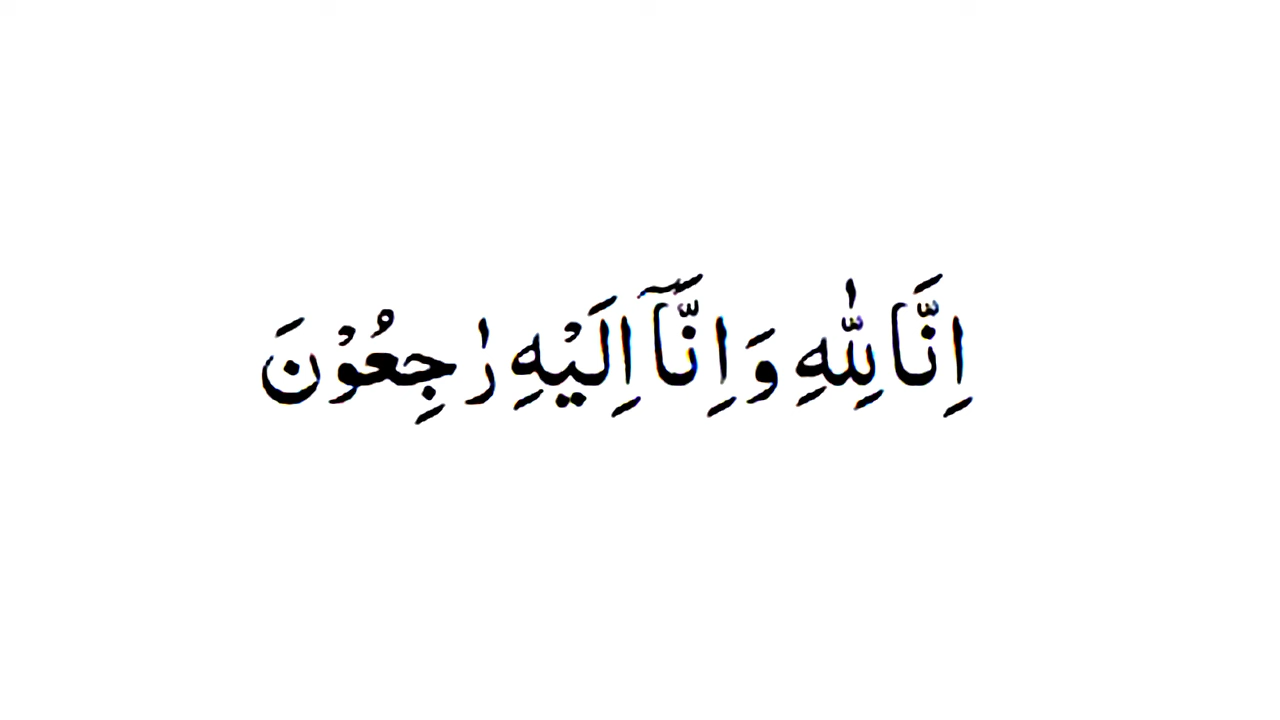 اِنَّا لِلّٰهِ وَاِنَّآ اِلَيْهِ رٰجِعُوْنَ